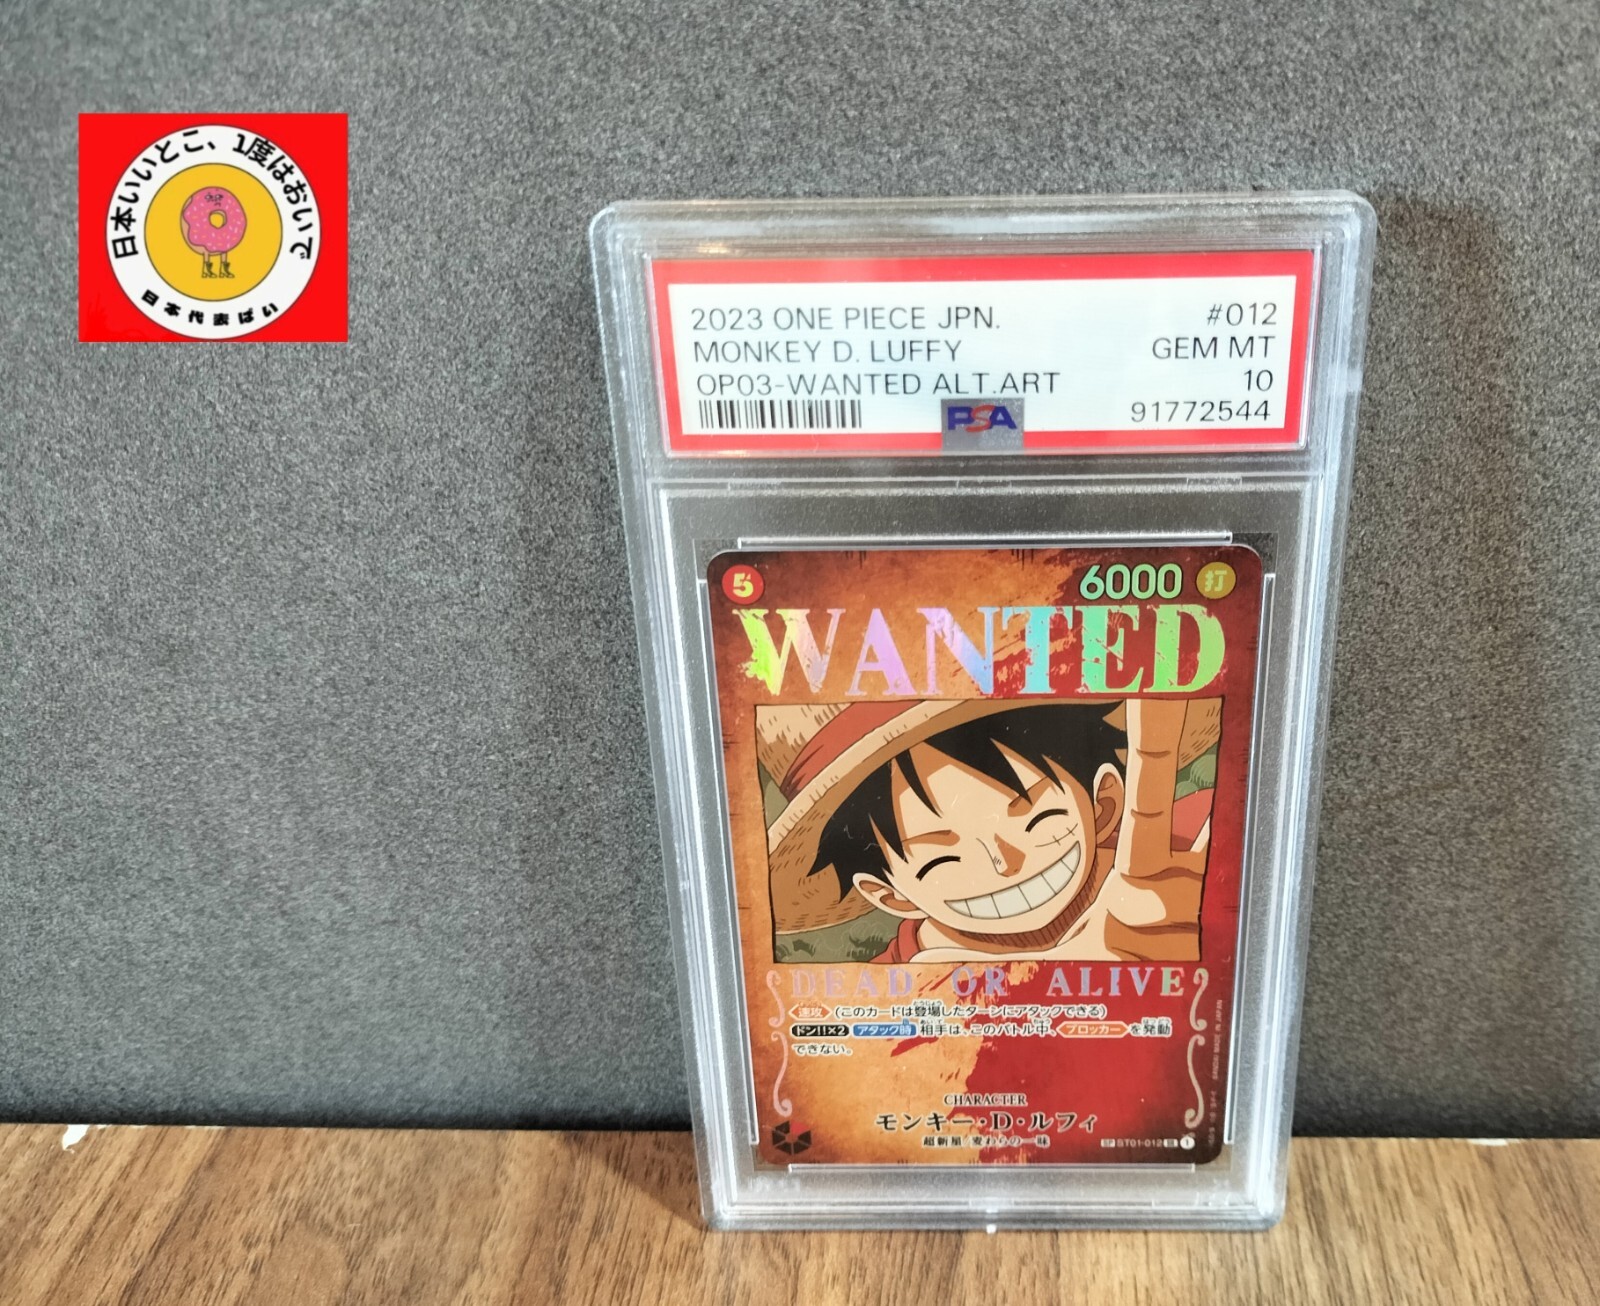 日本いいとこ、1度はおいで
日本代表ばい
2023 ONE PIECE JPN. #012
MONKEY D. LUFFY GEM MT
OP03-WANTED ALT.ART 10
PSA 91772544
5 6000 打
WANTED
DEAD OR ALIVE
速攻 (このカードは登場したターンにアタックできる)
ドン!!×2 アタック時 相手は、このバトル中、ブロッカー を発動
できない。
CHARACTER
モンキー・D・ルフィ
超新星/麦わらの一味
SP ST01-012 SR 1